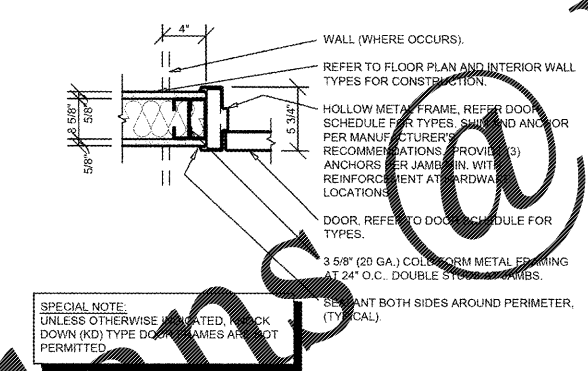 4"
WALL (WHERE OCCURS).
REFER TO FLOOR PLAN AND INTERIOR WALL
TYPES FOR CONSTRUCTION.
HOLLOW METAL FRAME, REFER DOOR
SCHEDULE FOR TYPES, SHIM AND ANCHOR
PER MANUFACTURER'S
RECOMMENDATIONS. PROVIDE (3)
ANCHORS PER JAMB MIN. WITH
REINFORCEMENT AT HARDWARE
LOCATIONS.
DOOR, REFER TO DOOR SCHEDULE FOR
TYPES.
3 5/8" (20 GA.) COLD FORM METAL FRAMING
AT 24" O.C.. DOUBLE STUDS AT JAMBS.
SEALANT BOTH SIDES AROUND PERIMETER,
(TYPICAL).
5/8"
3 5/8"
5/8"
5 3/4"
SPECIAL NOTE:
UNLESS OTHERWISE INDICATED, KNOCK
DOWN (KD) TYPE DOOR FRAMES ARE NOT
PERMITTED
ans@